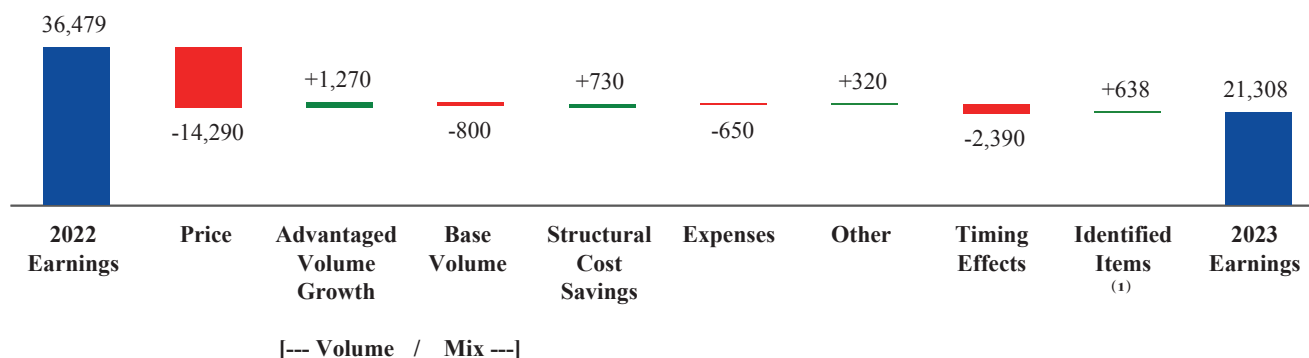 36,479
-14,290
+1,270
-800
+730
-650
+320
-2,390
+638
21,308
2022
Earnings
Price
Advantaged
Volume
Growth
Base
Volume
Structural
Cost
Savings
Expenses
Other
Timing
Effects
Identified
Items
(1)
2023
Earnings
[--- Volume / Mix ---]